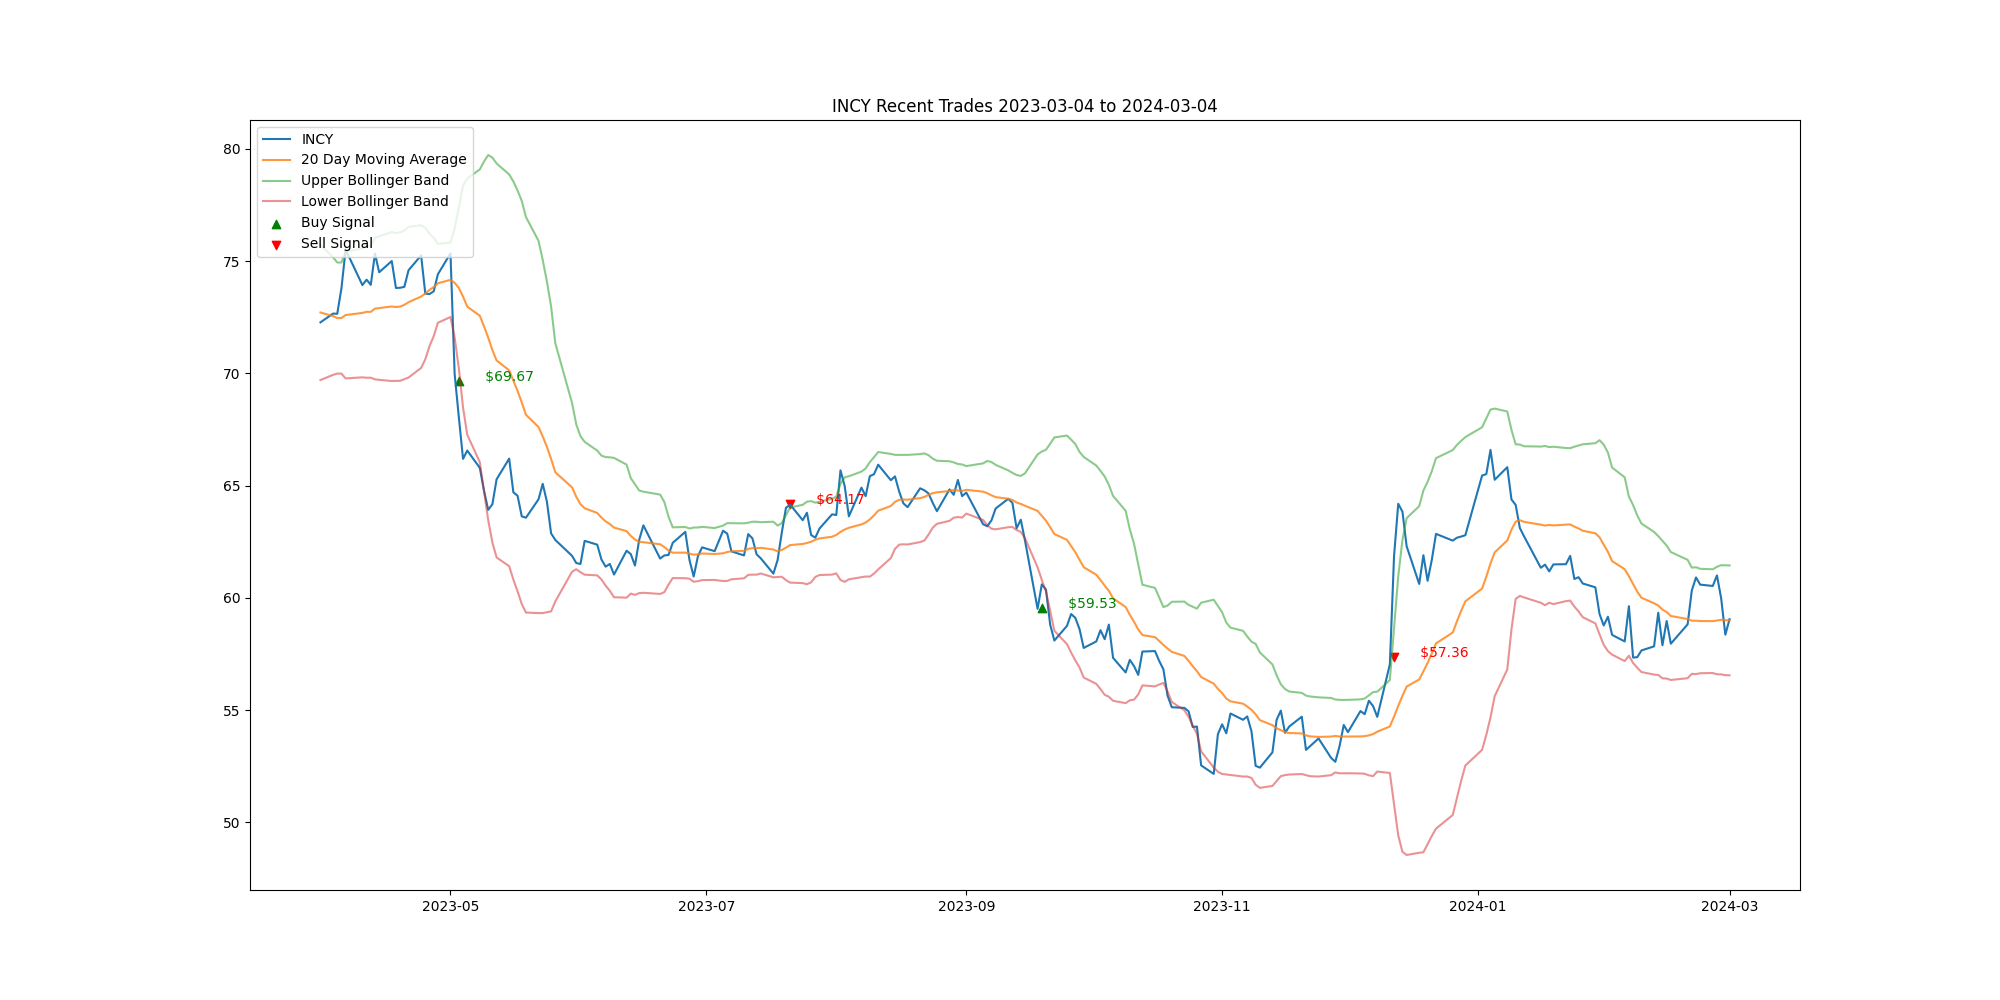 INCY Recent Trades 2023-03-04 to 2024-03-04
INCY
20 Day Moving Average
Upper Bollinger Band
Lower Bollinger Band
Buy Signal
Sell Signal
80
75
70
65
60
55
50
$69.67
$64.17
$59.53
$57.36
2023-05
2023-07
2023-09
2023-11
2024-01
2024-03